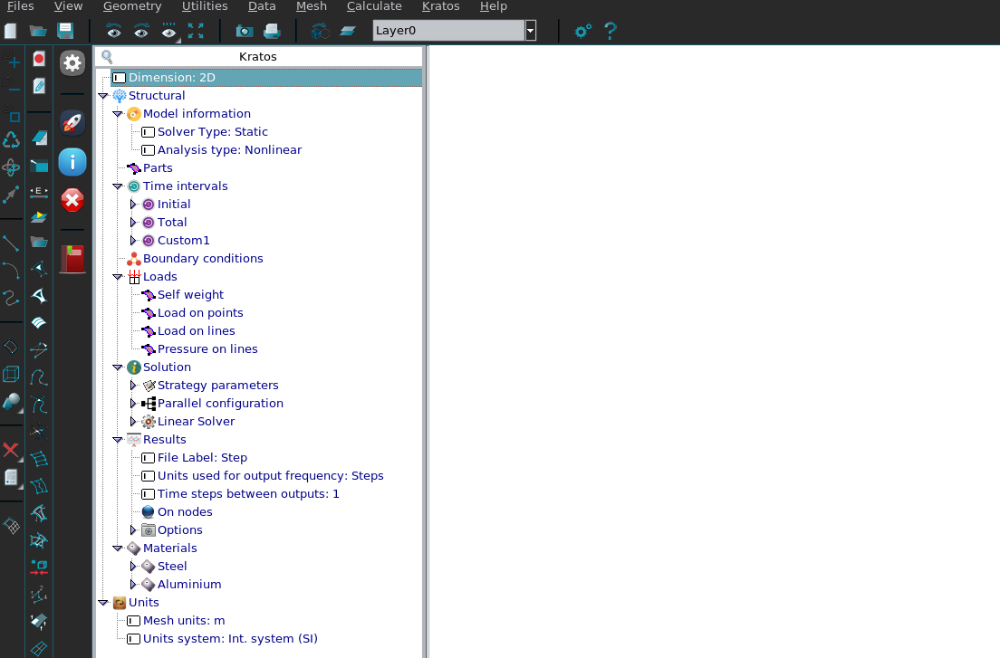 Files View Geometry Utilities Data Mesh Calculate Kratos Help
Layer0
Kratos
Dimension: 2D
Structural
Model information
Solver Type: Static
Analysis type: Nonlinear
Parts
Time intervals
Initial
Total
Custom1
Boundary conditions
Loads
Self weight
Load on points
Load on lines
Pressure on lines
Solution
Strategy parameters
Parallel configuration
Linear Solver
Results
File Label: Step
Units used for output frequency: Steps
Time steps between outputs: 1
On nodes
Options
Materials
Steel
Aluminium
Units
Mesh units: m
Units system: Int. system (SI)